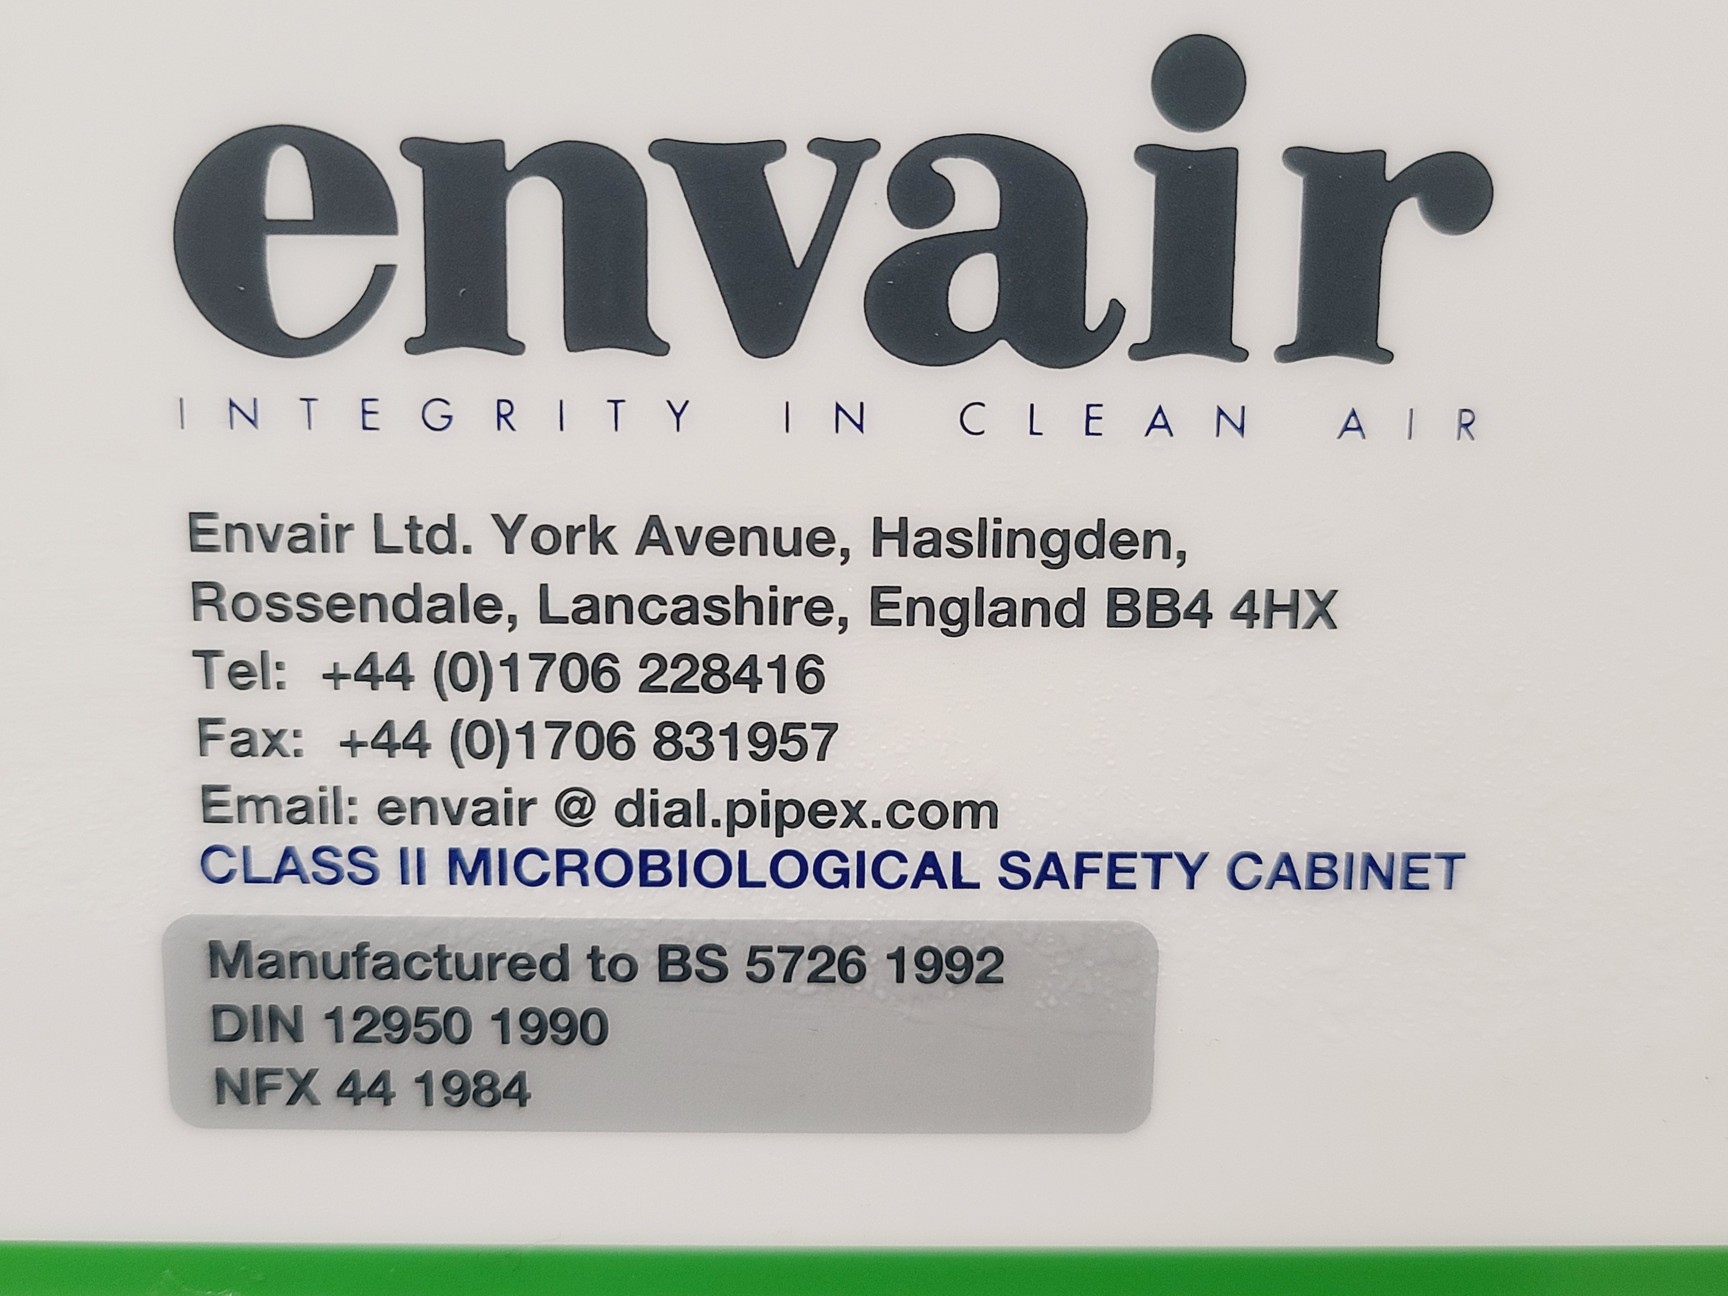 envair
INTEGRITY IN CLEAN AIR
Envair Ltd. York Avenue, Haslingden,
Rossendale, Lancashire, England BB4 4HX
Tel: +44 (0)1706 228416
Fax: +44 (0)1706 831957
Email: envair @ dial.pipex.com
CLASS II MICROBIOLOGICAL SAFETY CABINET
Manufactured to BS 5726 1992
DIN 12950 1990
NFX 44 1984